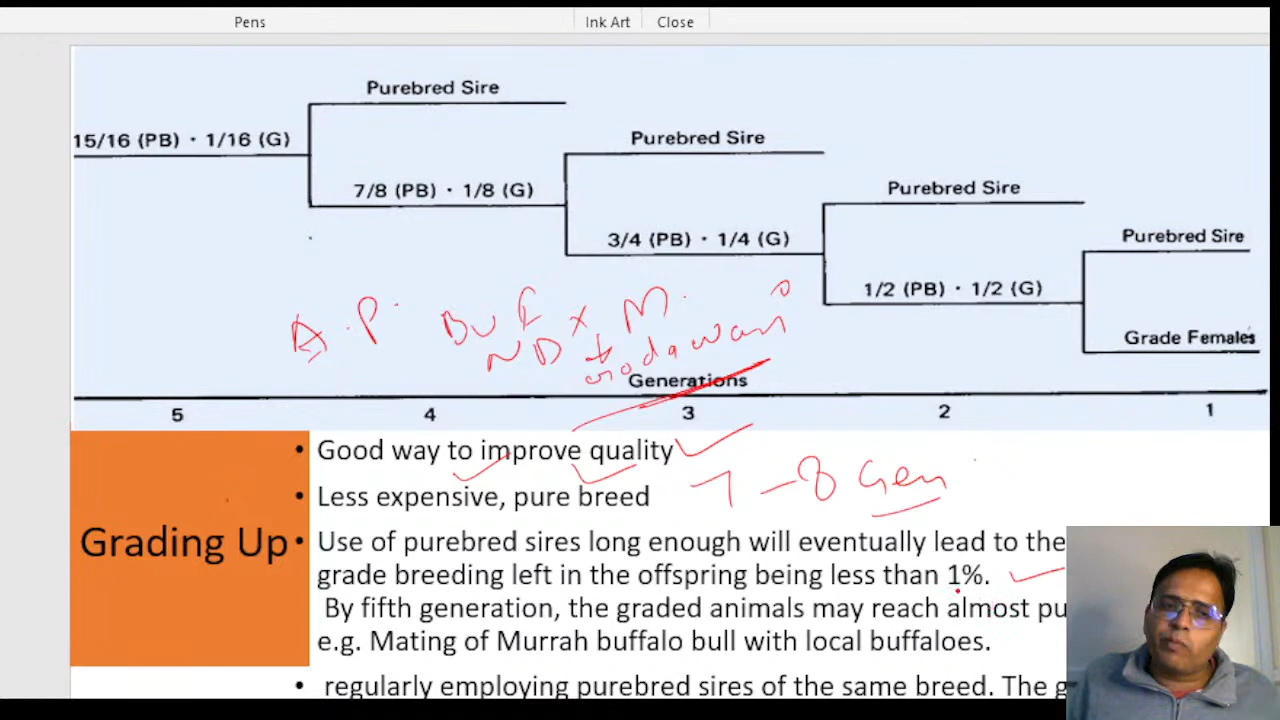 Pens Ink Art Close
Purebred Sire
15/16 (PB) · 1/16 (G)
Purebred Sire
7/8 (PB) · 1/8 (G)
Purebred Sire
3/4 (PB) · 1/4 (G)
Purebred Sire
1/2 (PB) · 1/2 (G)
Grade Females
A.P. Buf x M.
ND
Godawari
Generations
5 4 3 2 1
Grading Up
• Good way to improve quality
7-8 Gen
• Less expensive, pure breed
• Use of purebred sires long enough will eventually lead to the
grade breeding left in the offspring being less than 1%.
By fifth generation, the graded animals may reach almost pu
e.g. Mating of Murrah buffalo bull with local buffaloes.
• regularly employing purebred sires of the same breed. The g